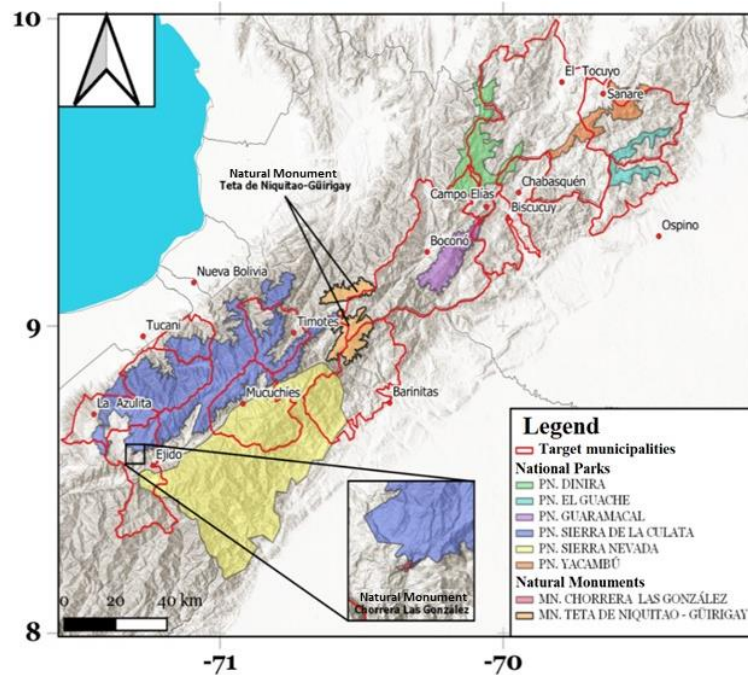 10
El Tocuyo
Sanare
Natural Monument
Teta de Niquitao-Güirigay
Chabasquén
Campo Elías
Biscucuy
Ospino
Boconó
Nueva Bolivia
9
Timotes
Tucaní
Barinitas
Mucuchies
La Azulita
Ejido
Legend
Target municipalities
National Parks
PN. DINIRA
PN. EL GUACHE
PN. GUARAMACAL
PN. SIERRA DE LA CULATA
PN. SIERRA NEVADA
PN. YACAMBÚ
Natural Monuments
MN. CHORRERA LAS GONZÁLEZ
MN. TETA DE NIQUITAO - GÜIRIGAY
Natural Monument
Chorrera Las González
0 20 40 km
8
-71 -70